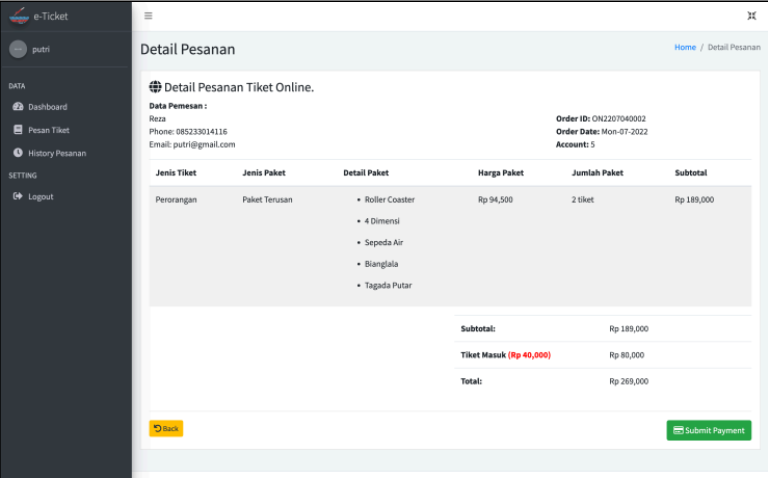 e-Ticket
putri
DATA
Dashboard
Pesan Tiket
History Pesanan
SETTING
Logout
Detail Pesanan
Home / Detail Pesanan
Detail Pesanan Tiket Online.
Data Pemesan :
Reza
Phone: 085233014116
Email: putri@gmail.com
Order ID: ON2207040002
Order Date: Mon-07-2022
Account: 5
Jenis Tiket Jenis Paket Detail Paket Harga Paket Jumlah Paket Subtotal
Perorangan Paket Terusan • Roller Coaster Rp 94,500 2 tiket Rp 189,000
• 4 Dimensi
• Sepeda Air
• Bianglala
• Tagada Putar
Subtotal: Rp 189,000
Tiket Masuk (Rp 40,000) Rp 80,000
Total: Rp 269,000
Back
Submit Payment